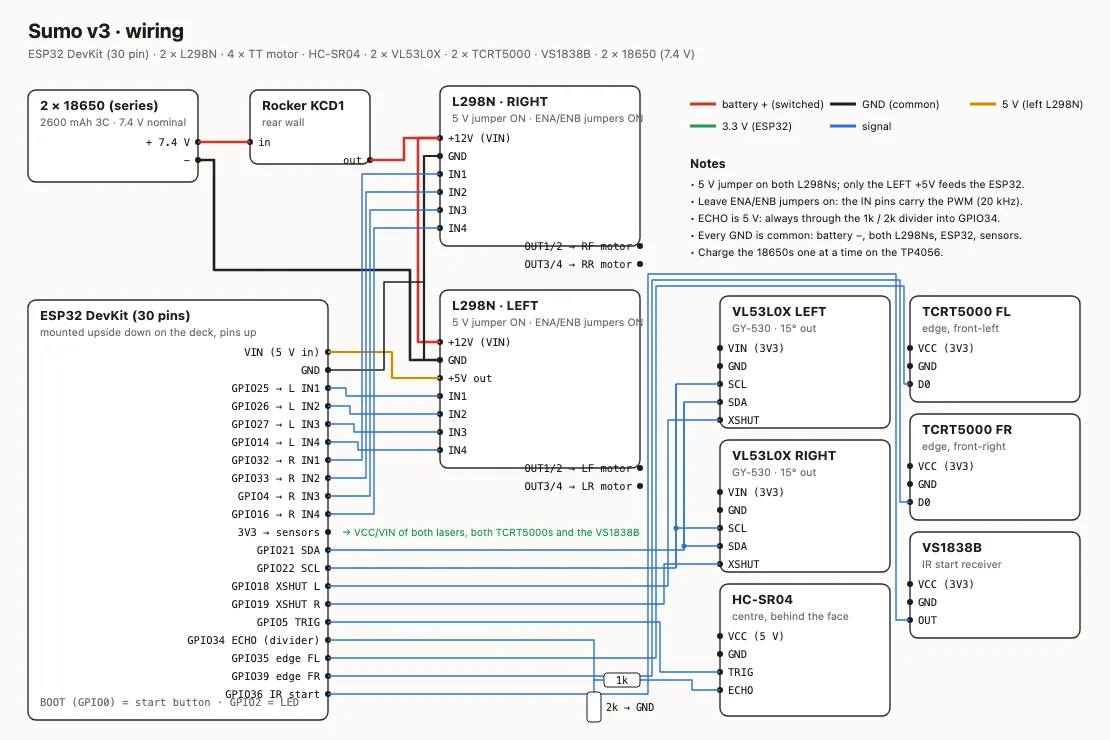 Sumo v3 · wiring
ESP32 DevKit (30 pin) · 2 × L298N · 4 × TT motor · HC-SR04 · 2 × VL53L0X · 2 × TCRT5000 · VS1838B · 2 × 18650 (7.4 V)
2 × 18650 (series)
2600 mAh 3C · 7.4 V nominal
+ 7.4 V
−
Rocker KCD1
rear wall
in
out
L298N · RIGHT
5 V jumper ON · ENA/ENB jumpers ON
+12V (VIN)
GND
IN1
IN2
IN3
IN4
OUT1/2 → RF motor
OUT3/4 → RR motor
battery + (switched)
GND (common)
5 V (left L298N)
3.3 V (ESP32)
signal
Notes
• 5 V jumper on both L298Ns; only the LEFT +5V feeds the ESP32.
• Leave ENA/ENB jumpers on: the IN pins carry the PWM (20 kHz).
• ECHO is 5 V: always through the 1k / 2k divider into GPIO34.
• Every GND is common: battery −, both L298Ns, ESP32, sensors.
• Charge the 18650s one at a time on the TP4056.
ESP32 DevKit (30 pins)
mounted upside down on the deck, pins up
VIN (5 V in)
GND
GPIO25 → L IN1
GPIO26 → L IN2
GPIO27 → L IN3
GPIO14 → L IN4
GPIO32 → R IN1
GPIO33 → R IN2
GPIO4 → R IN3
GPIO16 → R IN4
3V3 → sensors
GPIO21 SDA
GPIO22 SCL
GPIO18 XSHUT L
GPIO19 XSHUT R
GPIO5 TRIG
GPIO34 ECHO (divider)
GPIO35 edge FL
GPIO39 edge FR
GPIO36 IR start
BOOT (GPIO0) = start button · GPIO2 = LED
L298N · LEFT
5 V jumper ON · ENA/ENB jumpers ON
+12V (VIN)
GND
+5V out
IN1
IN2
IN3
IN4
OUT1/2 → LF motor
OUT3/4 → LR motor
→ VCC/VIN of both lasers, both TCRT5000s and the VS1838B
1k
2k → GND
VL53L0X LEFT
GY-530 · 15° out
VIN (3V3)
GND
SCL
SDA
XSHUT
VL53L0X RIGHT
GY-530 · 15° out
VIN (3V3)
GND
SCL
SDA
XSHUT
HC-SR04
centre, behind the face
VCC (5 V)
GND
TRIG
ECHO
TCRT5000 FL
edge, front-left
VCC (3V3)
GND
D0
TCRT5000 FR
edge, front-right
VCC (3V3)
GND
D0
VS1838B
IR start receiver
VCC (3V3)
GND
OUT